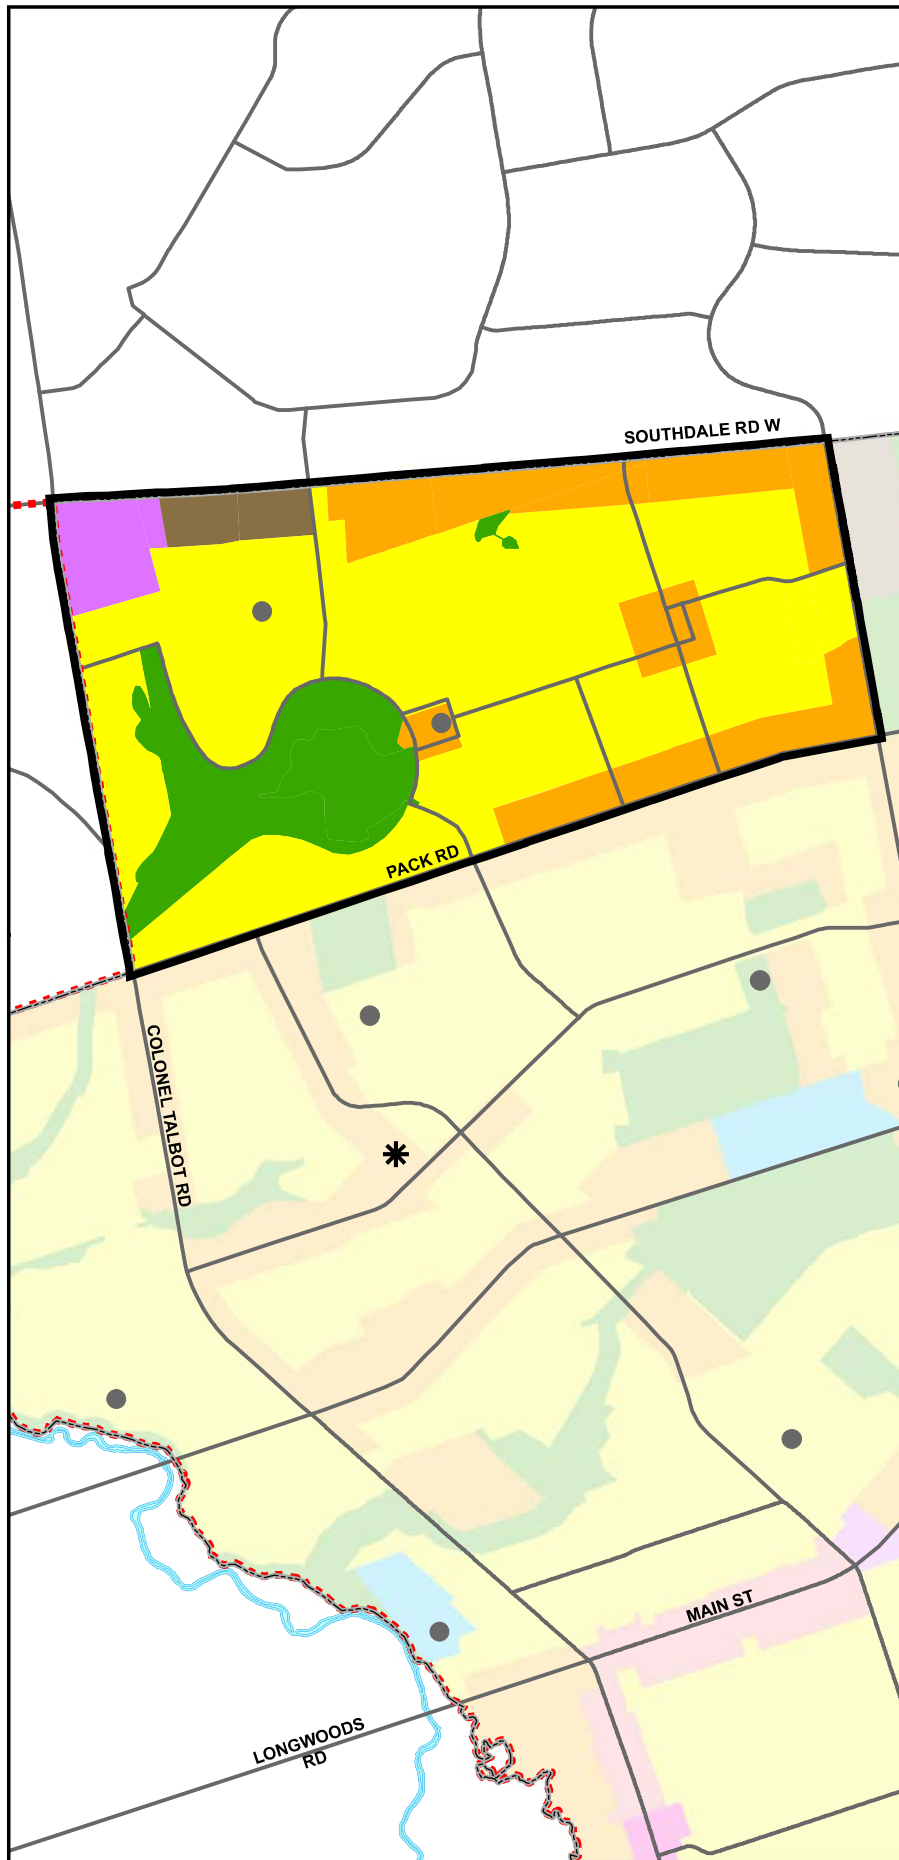 SOUTHDALE RD W
PACK RD
COLONEL TALBOT RD
MAIN ST
LONGWOODS
RD